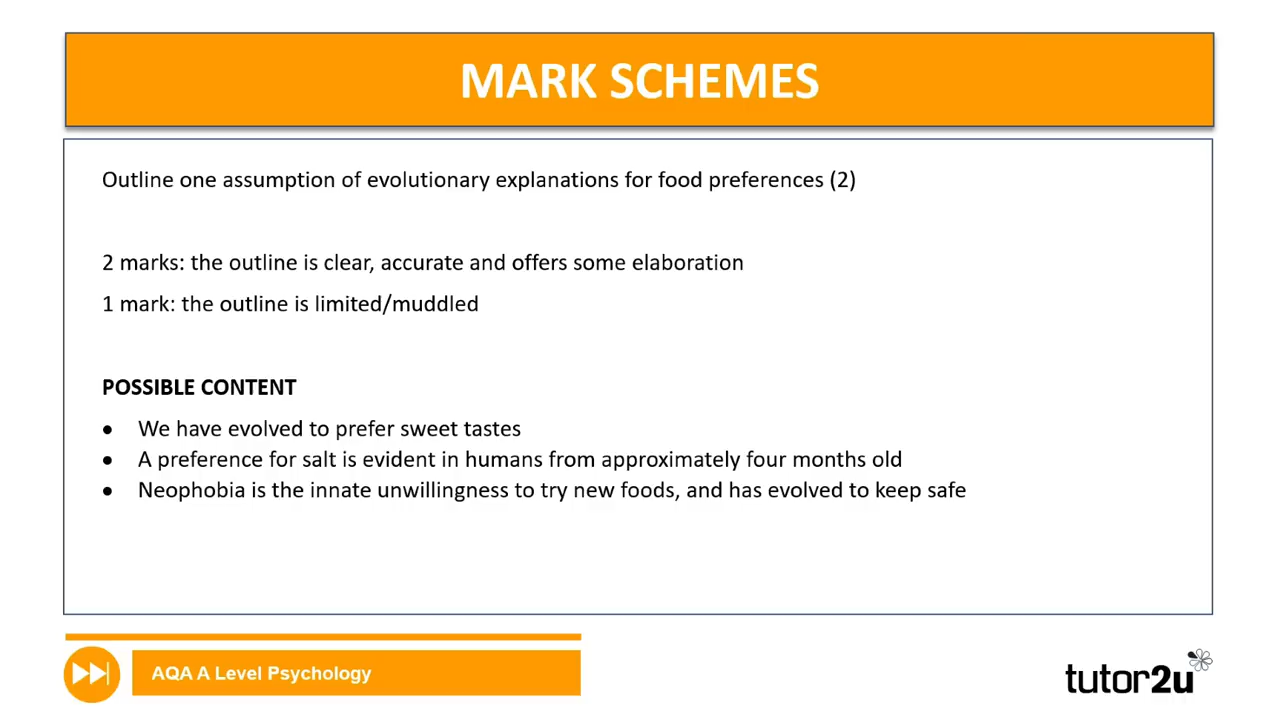 MARK SCHEMES
Outline one assumption of evolutionary explanations for food preferences (2)
2 marks: the outline is clear, accurate and offers some elaboration
1 mark: the outline is limited/muddled
POSSIBLE CONTENT
• We have evolved to prefer sweet tastes
• A preference for salt is evident in humans from approximately four months old
• Neophobia is the innate unwillingness to try new foods, and has evolved to keep safe
AQA A Level Psychology
tutor2u